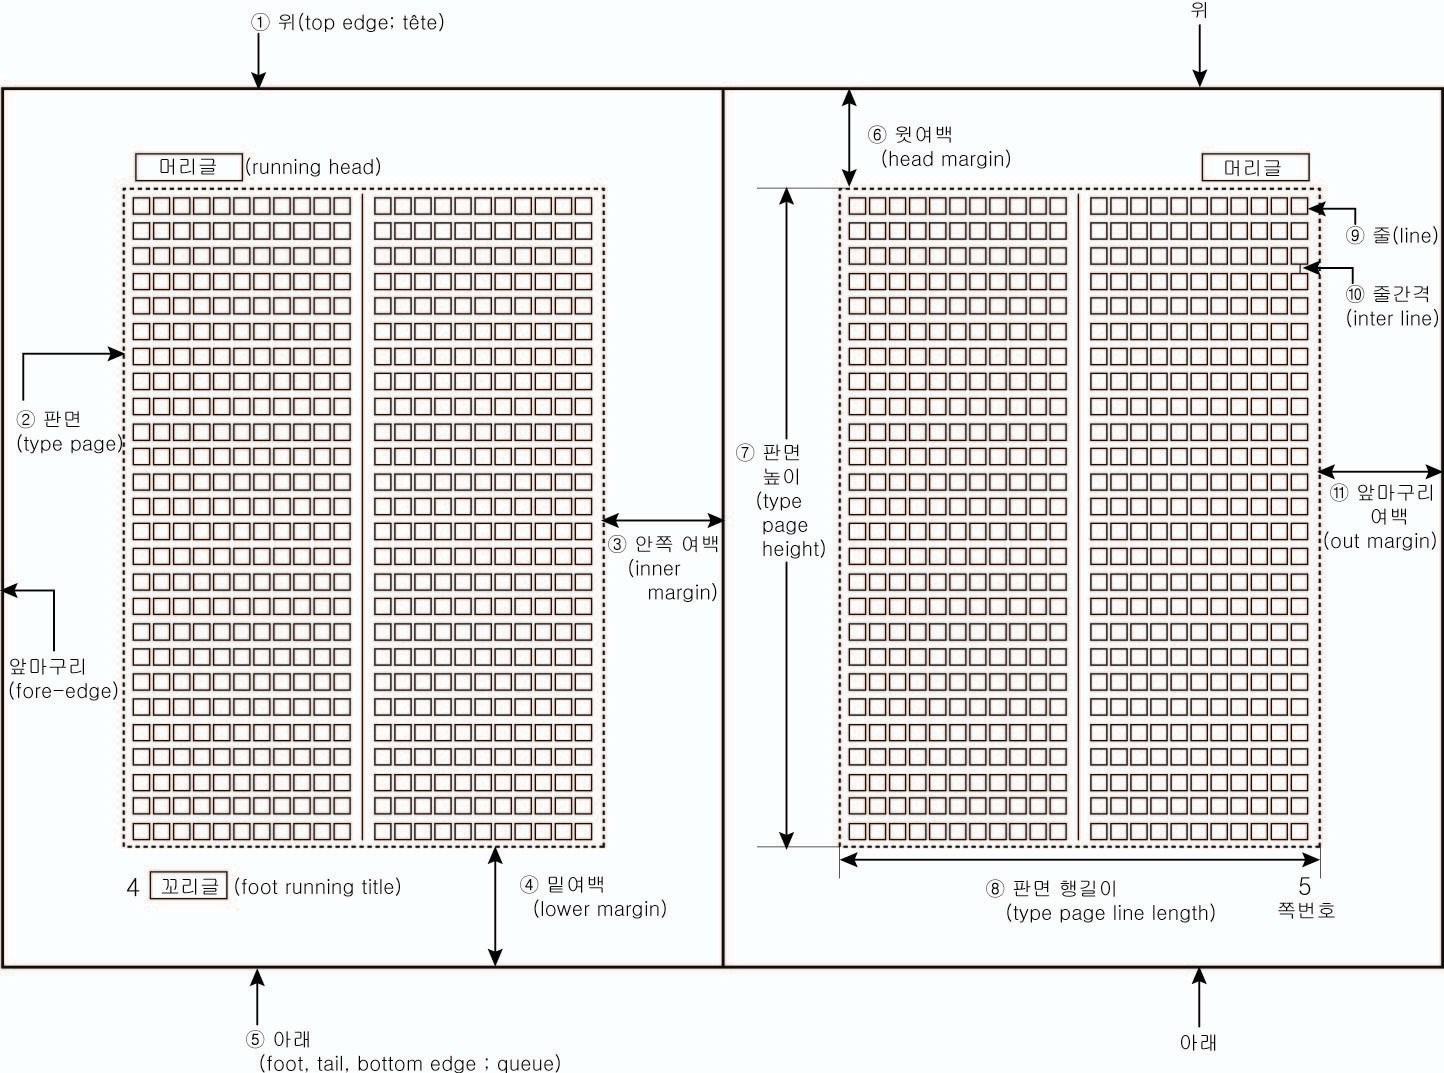 ① 위(top edge; tête)
위
⑥ 윗여백
(head margin)
머리글 (running head)
머리글
⑨ 줄(line)
⑩ 줄간격
(inter line)
② 판면
(type page)
⑦ 판면
높이
(type
page
height)
⑪ 앞마구리
여백
(out margin)
③ 안쪽 여백
(inner
margin)
앞마구리
(fore-edge)
4 꼬리글 (foot running title)
④ 밑여백
(lower margin)
⑧ 판면 행길이
(type page line length)
5
쪽번호
⑤ 아래
(foot, tail, bottom edge ; queue)
아래